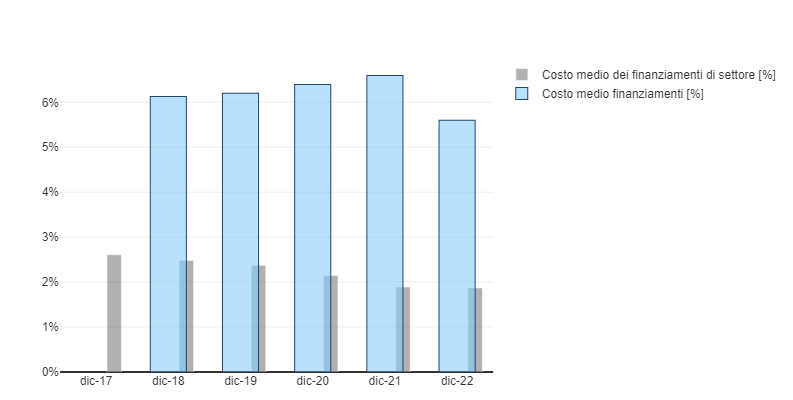 Costo medio dei finanziamenti di settore [%]
Costo medio finanziamenti [%]
6%
5%
4%
3%
2%
1%
0%
dic-17 dic-18 dic-19 dic-20 dic-21 dic-22